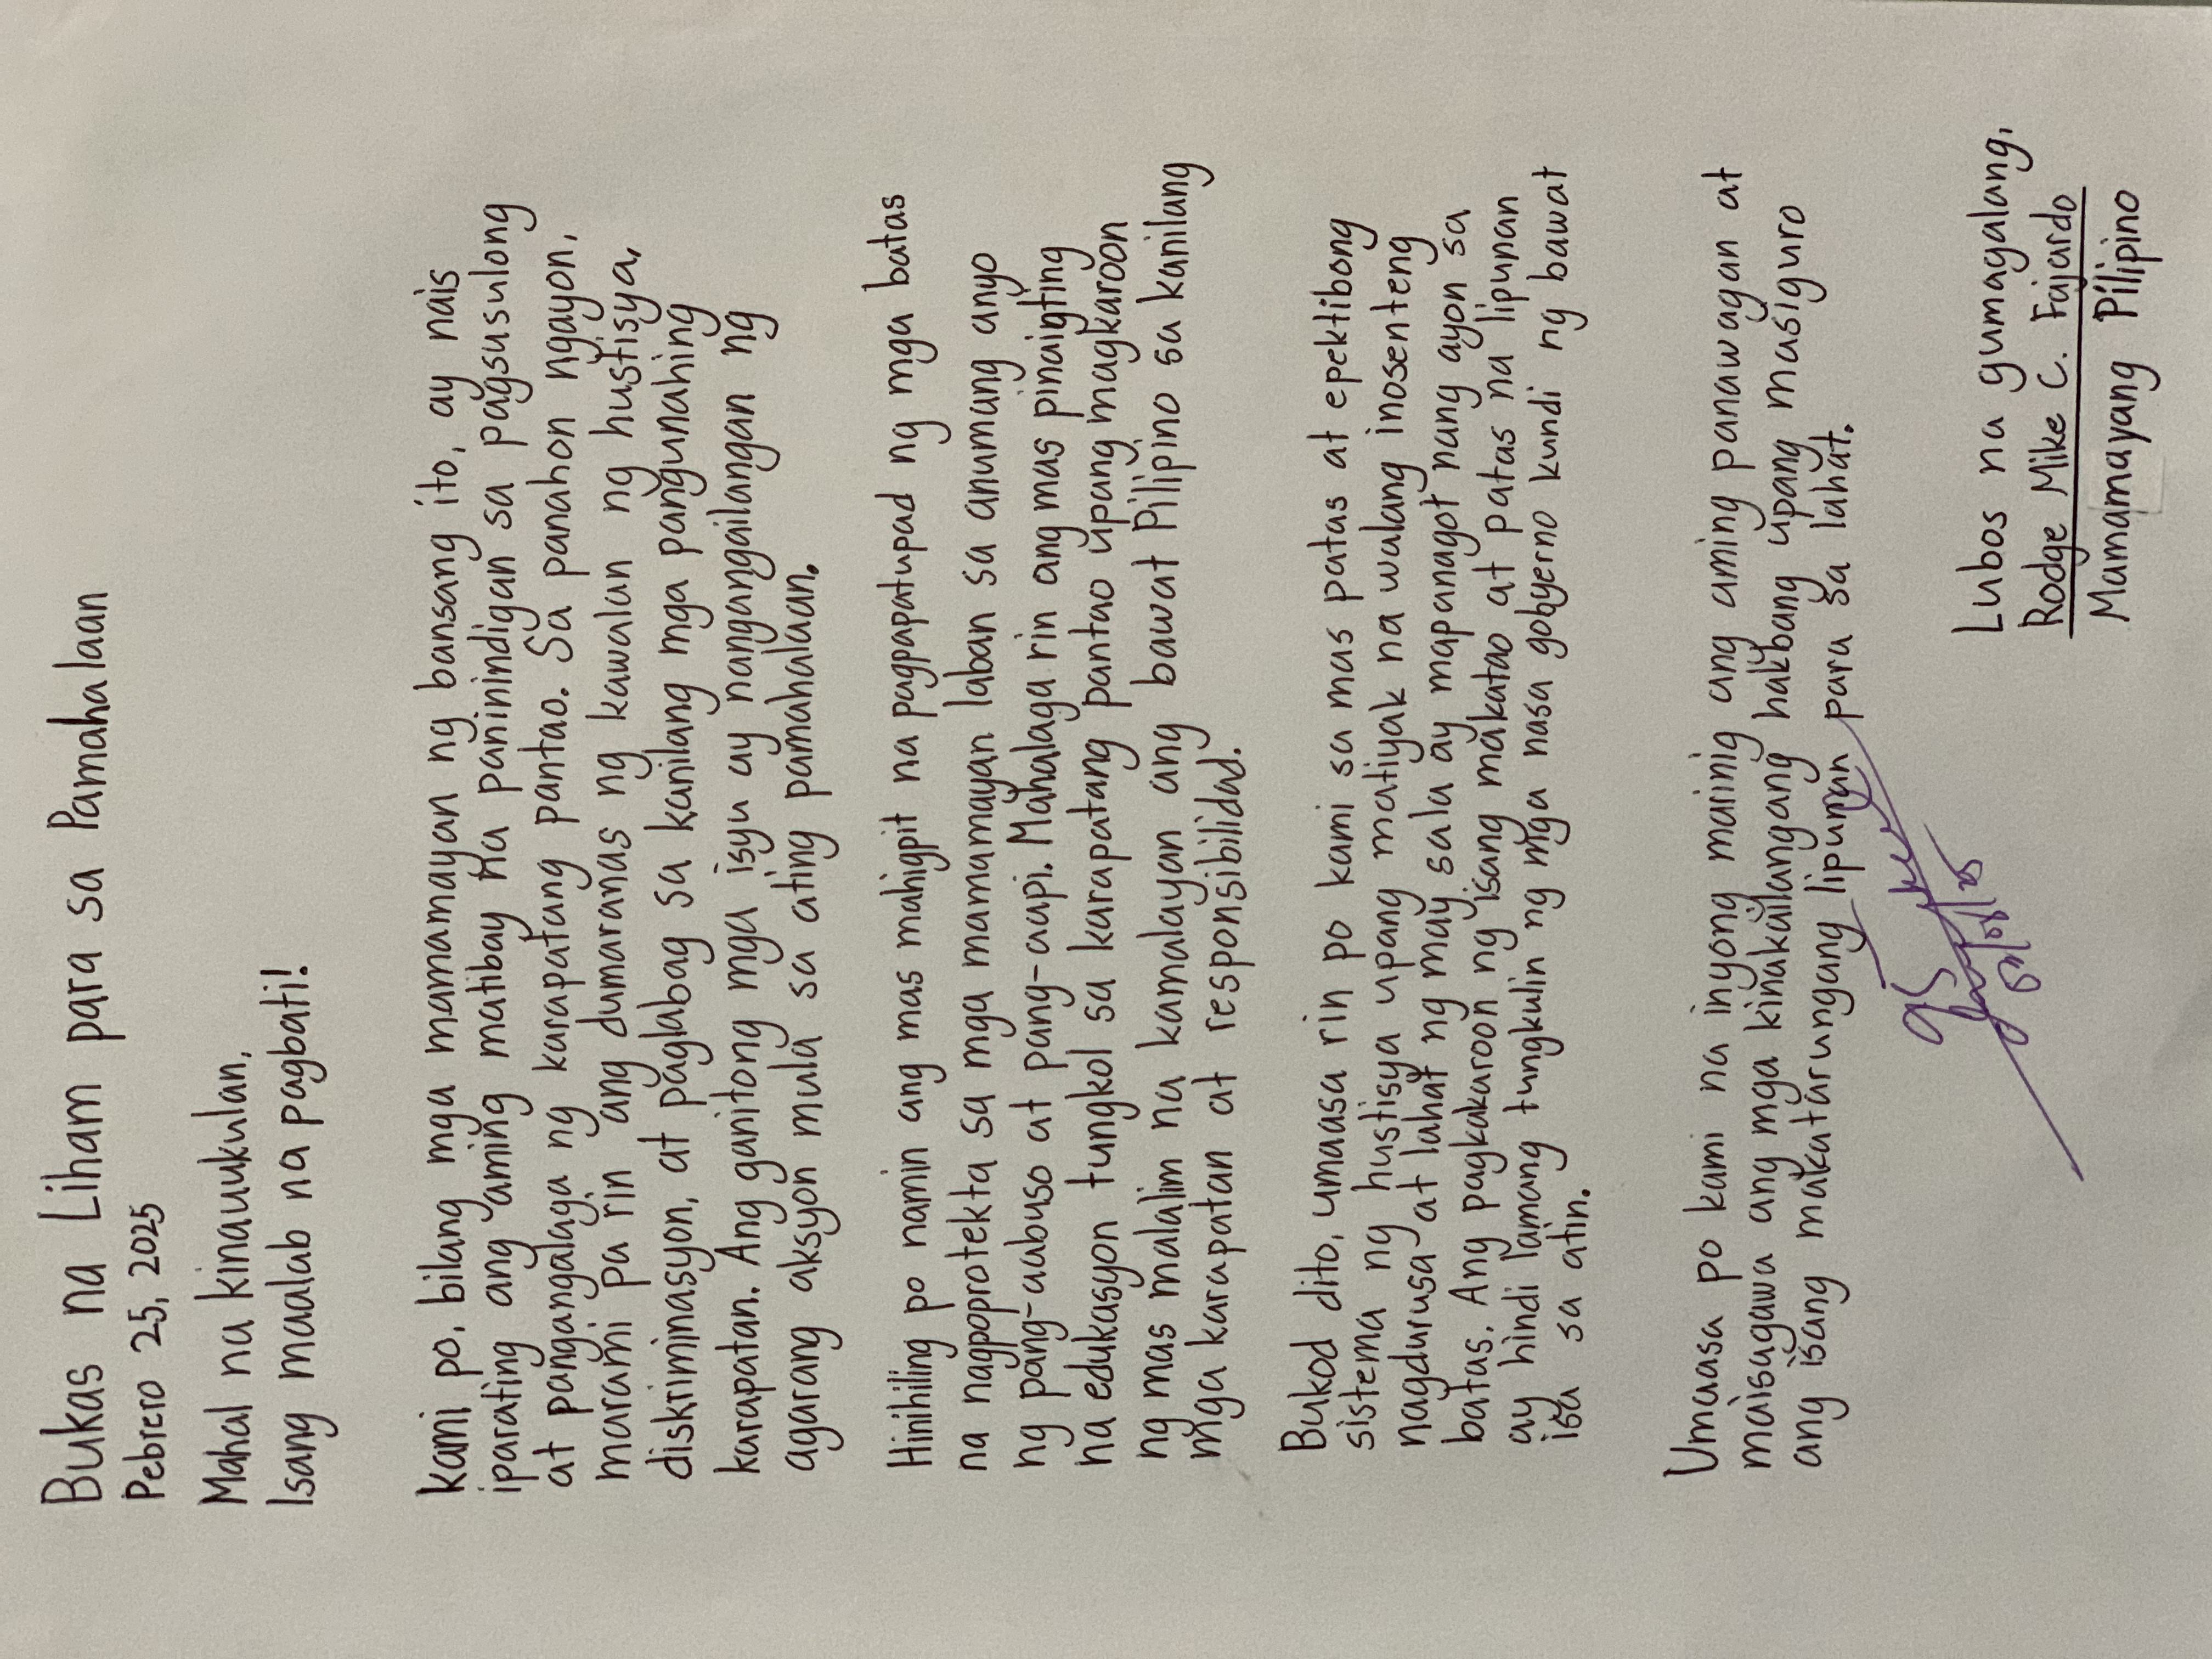 Bukas na Liham para sa Pamahalaan
Pebrero 25, 2025
Mahal na kinauukulan,
Isang maalab na pagbati!
Kami po, bilang mga mamamayan ng bansang ito, ay nais
iparating ang aming matibay na paninindigan sa pagsusulong
at pangangalaga ng karapatang pantao. Sa panahon ngayon,
marami pa rin ang dumaranas ng kawalan ng hustisya,
diskriminasyon, at paglabag sa kanilang mga pangunahing
karapatan. Ang ganitong mga isyu ay nangangailangan ng
agarang aksyon mula sa ating pamahalaan.
Hinihiling po namin ang mas mahigpit na pagpapatupad ng mga batas
na nagpoprotekta sa mga mamamayan laban sa anumang anyo
ng pang-aabuso at pang-aapi. Mahalaga rin ang mas pinaigting
na edukasyon tungkol sa karapatang pantao upang magkaroon
ng mas malalim na kamalayan ang bawat Pilipino sa kanilang
mga karapatan at responsibilidad.
Bukod dito, umaasa rin po kami sa mas patas at epektibong
sistema ng hustisya upang matiyak na walang inosenteng
nagdurusa at lahat ng may sala ay mapanagot nang ayon sa
batas. Ang pagkakaroon ng isang makatao at patas na lipunan
ay hindi lamang tungkulin ng mga nasa gobyerno kundi ng bawat
isa sa atin.
Umaasa po kami na inyong marinig ang aming panawagan at
maisagawa ang mga kinakailangang hakbang upang masiguro
ang isang makatarungang lipunan para sa lahat.
95
03/08/25
Lubos na gumagalang,
Rodge Mike C. Fajardo
Mamamayang Pilipino